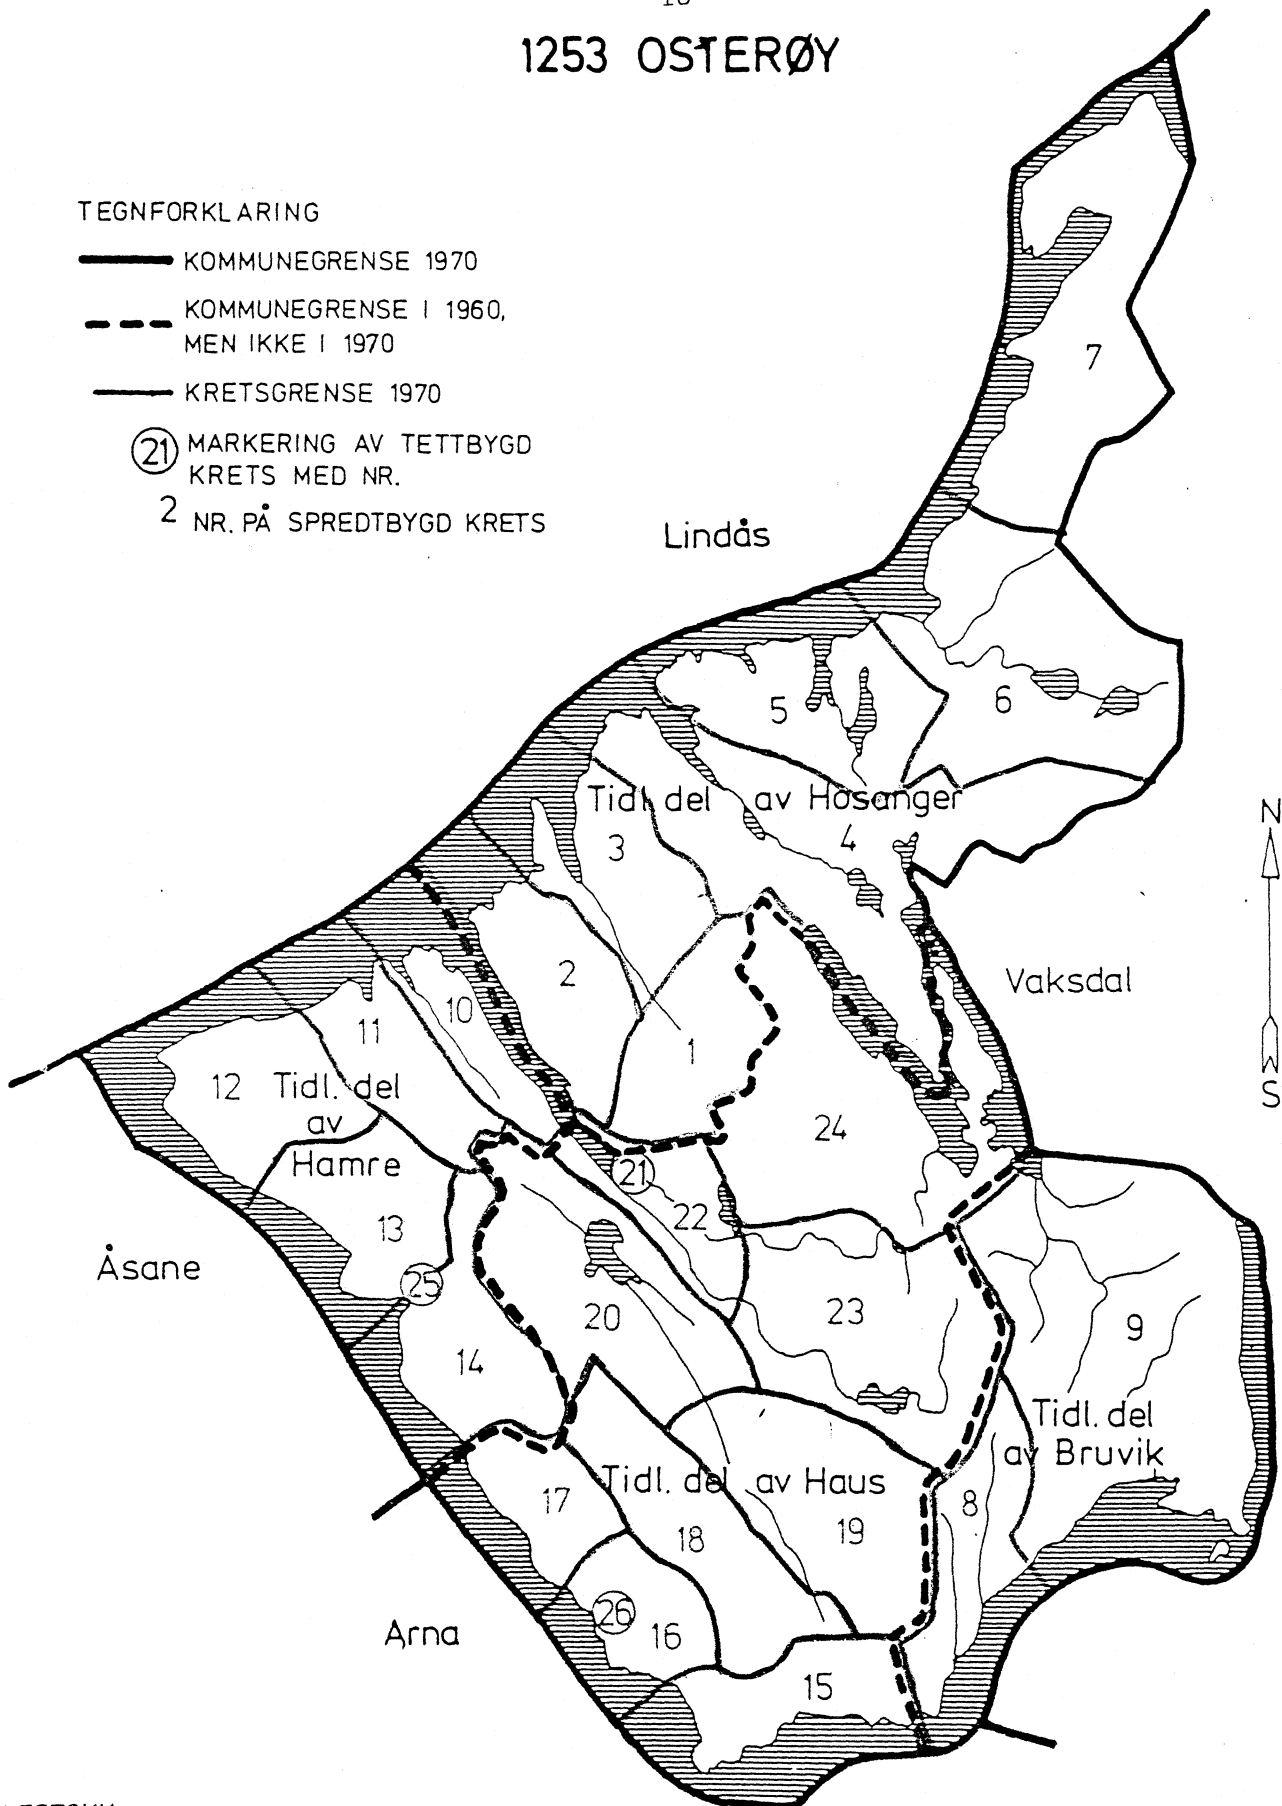 1253 OSTERØY
TEGNFORKLARING
KOMMUNEGRENSE 1970
KOMMUNEGRENSE I 1960,
MEN IKKE I 1970
KRETSGRENSE 1970
21 MARKERING AV TETTBYGD
KRETS MED NR.
2 NR. PÅ SPREDTBYGD KRETS
7
Lindås
6
5
Tidl. del av Hosanger
3
4
N
S
2
Vaksdal
10
11
1
12
Tidl. del
av
Hamre
24
21
22
13
Åsane
25
20
23
9
14
Tidl. del
av Bruvik
Tidl. del av Haus
17
8
18
19
26
16
Arna
15